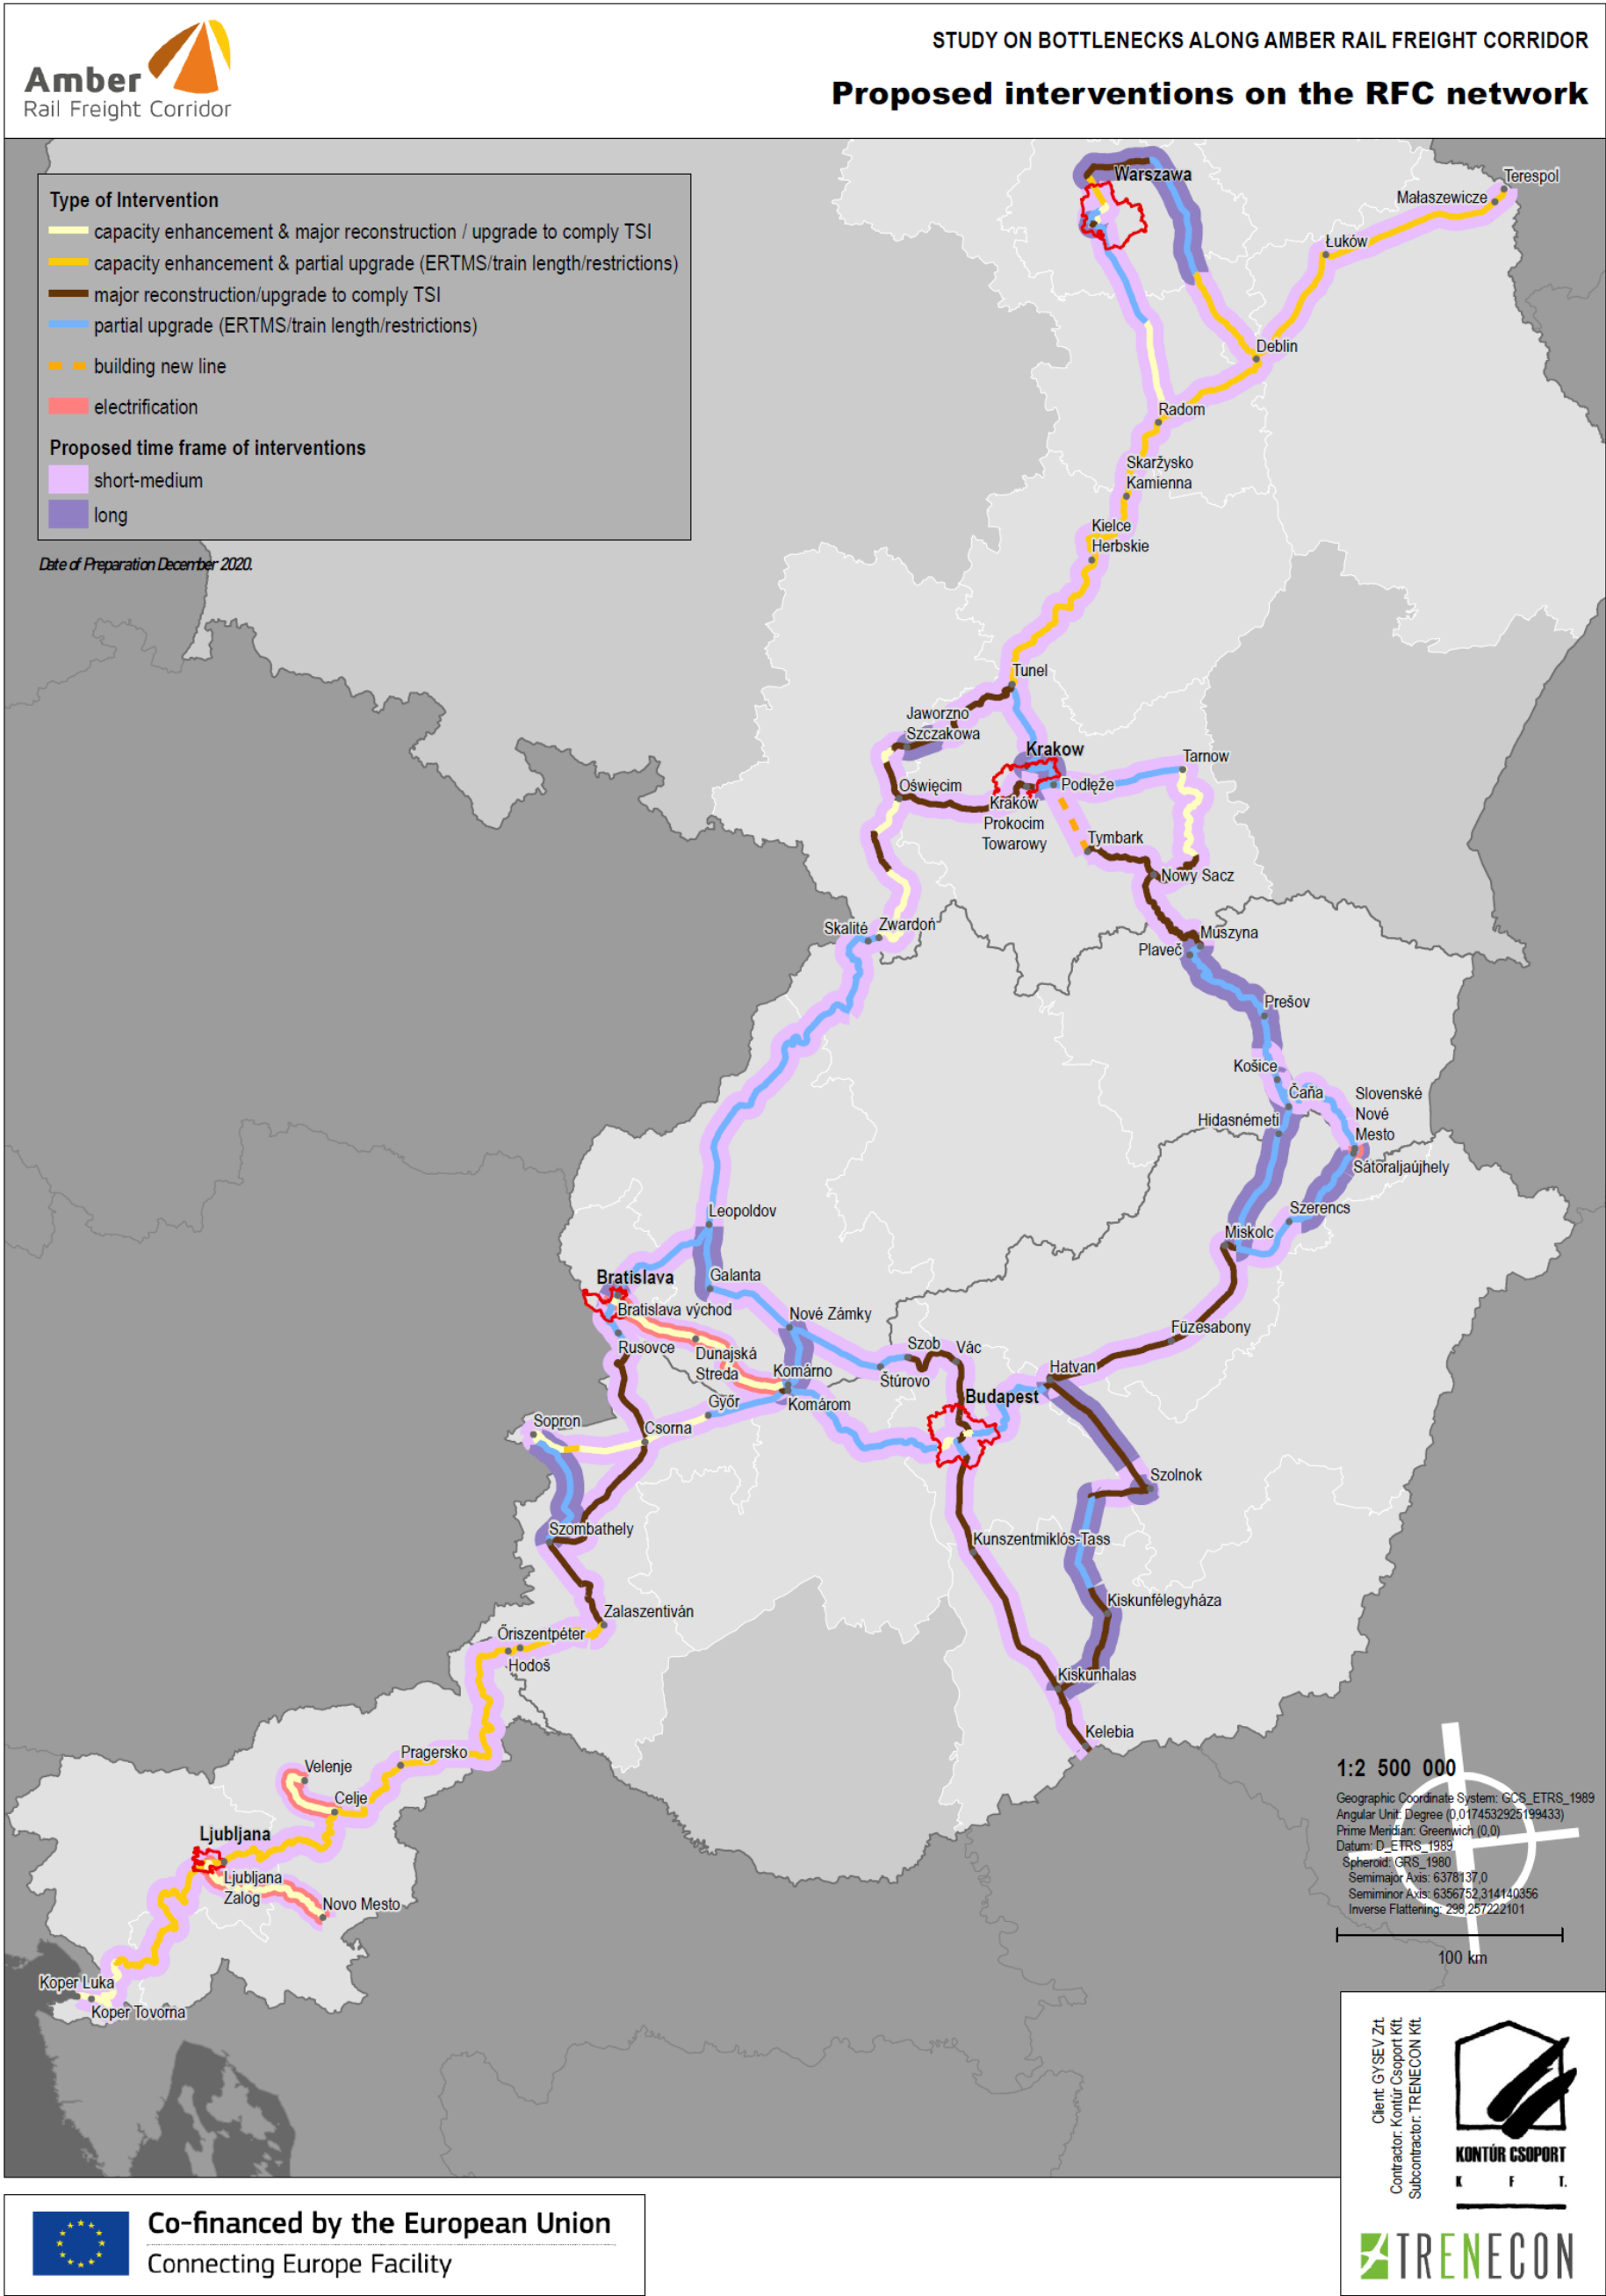 Amber
Rail Freight Corridor
STUDY ON BOTTLENECKS ALONG AMBER RAIL FREIGHT CORRIDOR
Proposed interventions on the RFC network
Type of Intervention
capacity enhancement & major reconstruction / upgrade to comply TSI
capacity enhancement & partial upgrade (ERTMS/train length/restrictions)
major reconstruction/upgrade to comply TSI
partial upgrade (ERTMS/train length/restrictions)
building new line
electrification
Proposed time frame of interventions
short-medium
long
Date of Preparation December 2020.
Warszawa
Terespol
Małaszewicze
Łuków
Deblin
Radom
Skaržysko
Kamienna
Kielce
Herbskie
Tunel
Jaworzno
Szczakowa
Krakow
Tarnow
Oświęcim
Podłęże
Kraków
Prokocim
Towarowy
Tymbark
Nowy Sacz
Skalité
Zwardoń
Muszyna
Plaveč
Prešov
Košice
Čaňa
Slovenské
Nové
Mesto
Hidasnémeti
Sátoraljaújhely
Szerencs
Leopoldov
Miskolc
Bratislava
Galanta
Bratislava východ
Nové Zámky
Rusovce
Dunajská
Streda
Szob
Vác
Füzesabony
Komárno
Štúrovo
Hatvan
Győr
Komárom
Budapest
Sopron
Csorna
Szolnok
Szombathely
Kunszentmiklós-Tass
Kiskunfélegyháza
Zalaszentiván
Őriszentpéter
Hodoš
Kiskunhalas
Kelebia
Pragersko
Velenje
Celje
Ljubljana
Ljubljana
Zalog
Novo Mesto
Koper Luka
Koper Tovorna
1:2 500 000
Geographic Coordinate System: GCS_ETRS_1989
Angular Unit: Degree (0,0174532925199433)
Prime Meridian: Greenwich (0,0)
Datum: D_ETRS_1989
Spheroid: GRS_1980
Semimajor Axis: 6378137,0
Semiminor Axis: 6356752,314140356
Inverse Flattening: 298,257222101
100 km
Client: GYSEV Zrt.
Contractor: Kontúr Csoport Kft.
Subcontractor: TRENECON Kft.
KONTÚR CSOPORT
K F T.
TRENECON
Co-financed by the European Union
Connecting Europe Facility